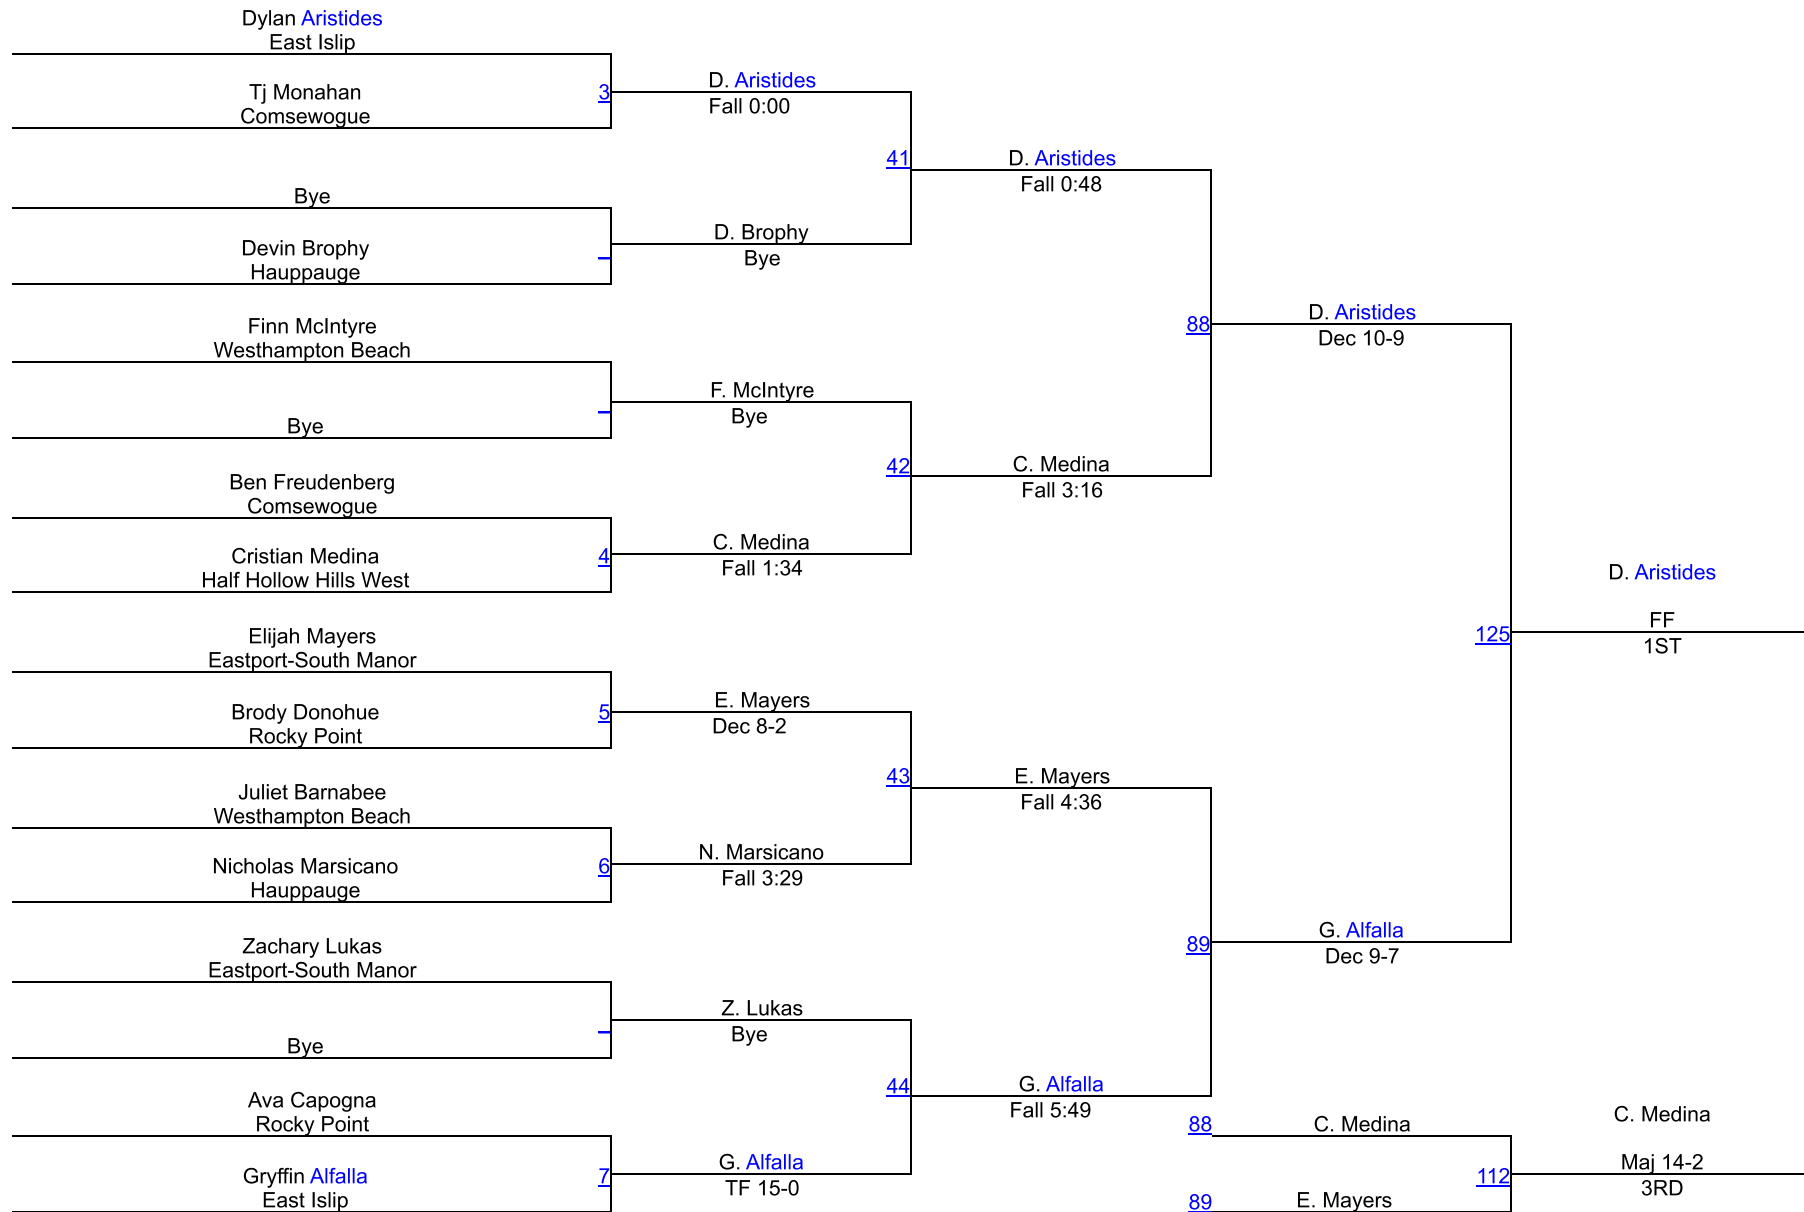 Dylan Aristides
East Islip
Tj Monahan
Comsewogue
3
D. Aristides
Fall 0:00
Bye
Devin Brophy
Hauppauge
D. Brophy
Bye
41
D. Aristides
Fall 0:48
Finn McIntyre
Westhampton Beach
Bye
F. McIntyre
Bye
Ben Freudenberg
Comsewogue
Cristian Medina
Half Hollow Hills West
4
C. Medina
Fall 1:34
42
C. Medina
Fall 3:16
88
D. Aristides
Dec 10-9
Elijah Mayers
Eastport-South Manor
Brody Donohue
Rocky Point
5
E. Mayers
Dec 8-2
Juliet Barnabee
Westhampton Beach
Nicholas Marsicano
Hauppauge
6
N. Marsicano
Fall 3:29
43
E. Mayers
Fall 4:36
Zachary Lukas
Eastport-South Manor
Bye
Z. Lukas
Bye
Ava Capogna
Rocky Point
Gryffin Alfalla
East Islip
7
G. Alfalla
TF 15-0
44
G. Alfalla
Fall 5:49
89
G. Alfalla
Dec 9-7
125
D. Aristides
FF
1ST
88
C. Medina
89
E. Mayers
112
C. Medina
Maj 14-2
3RD